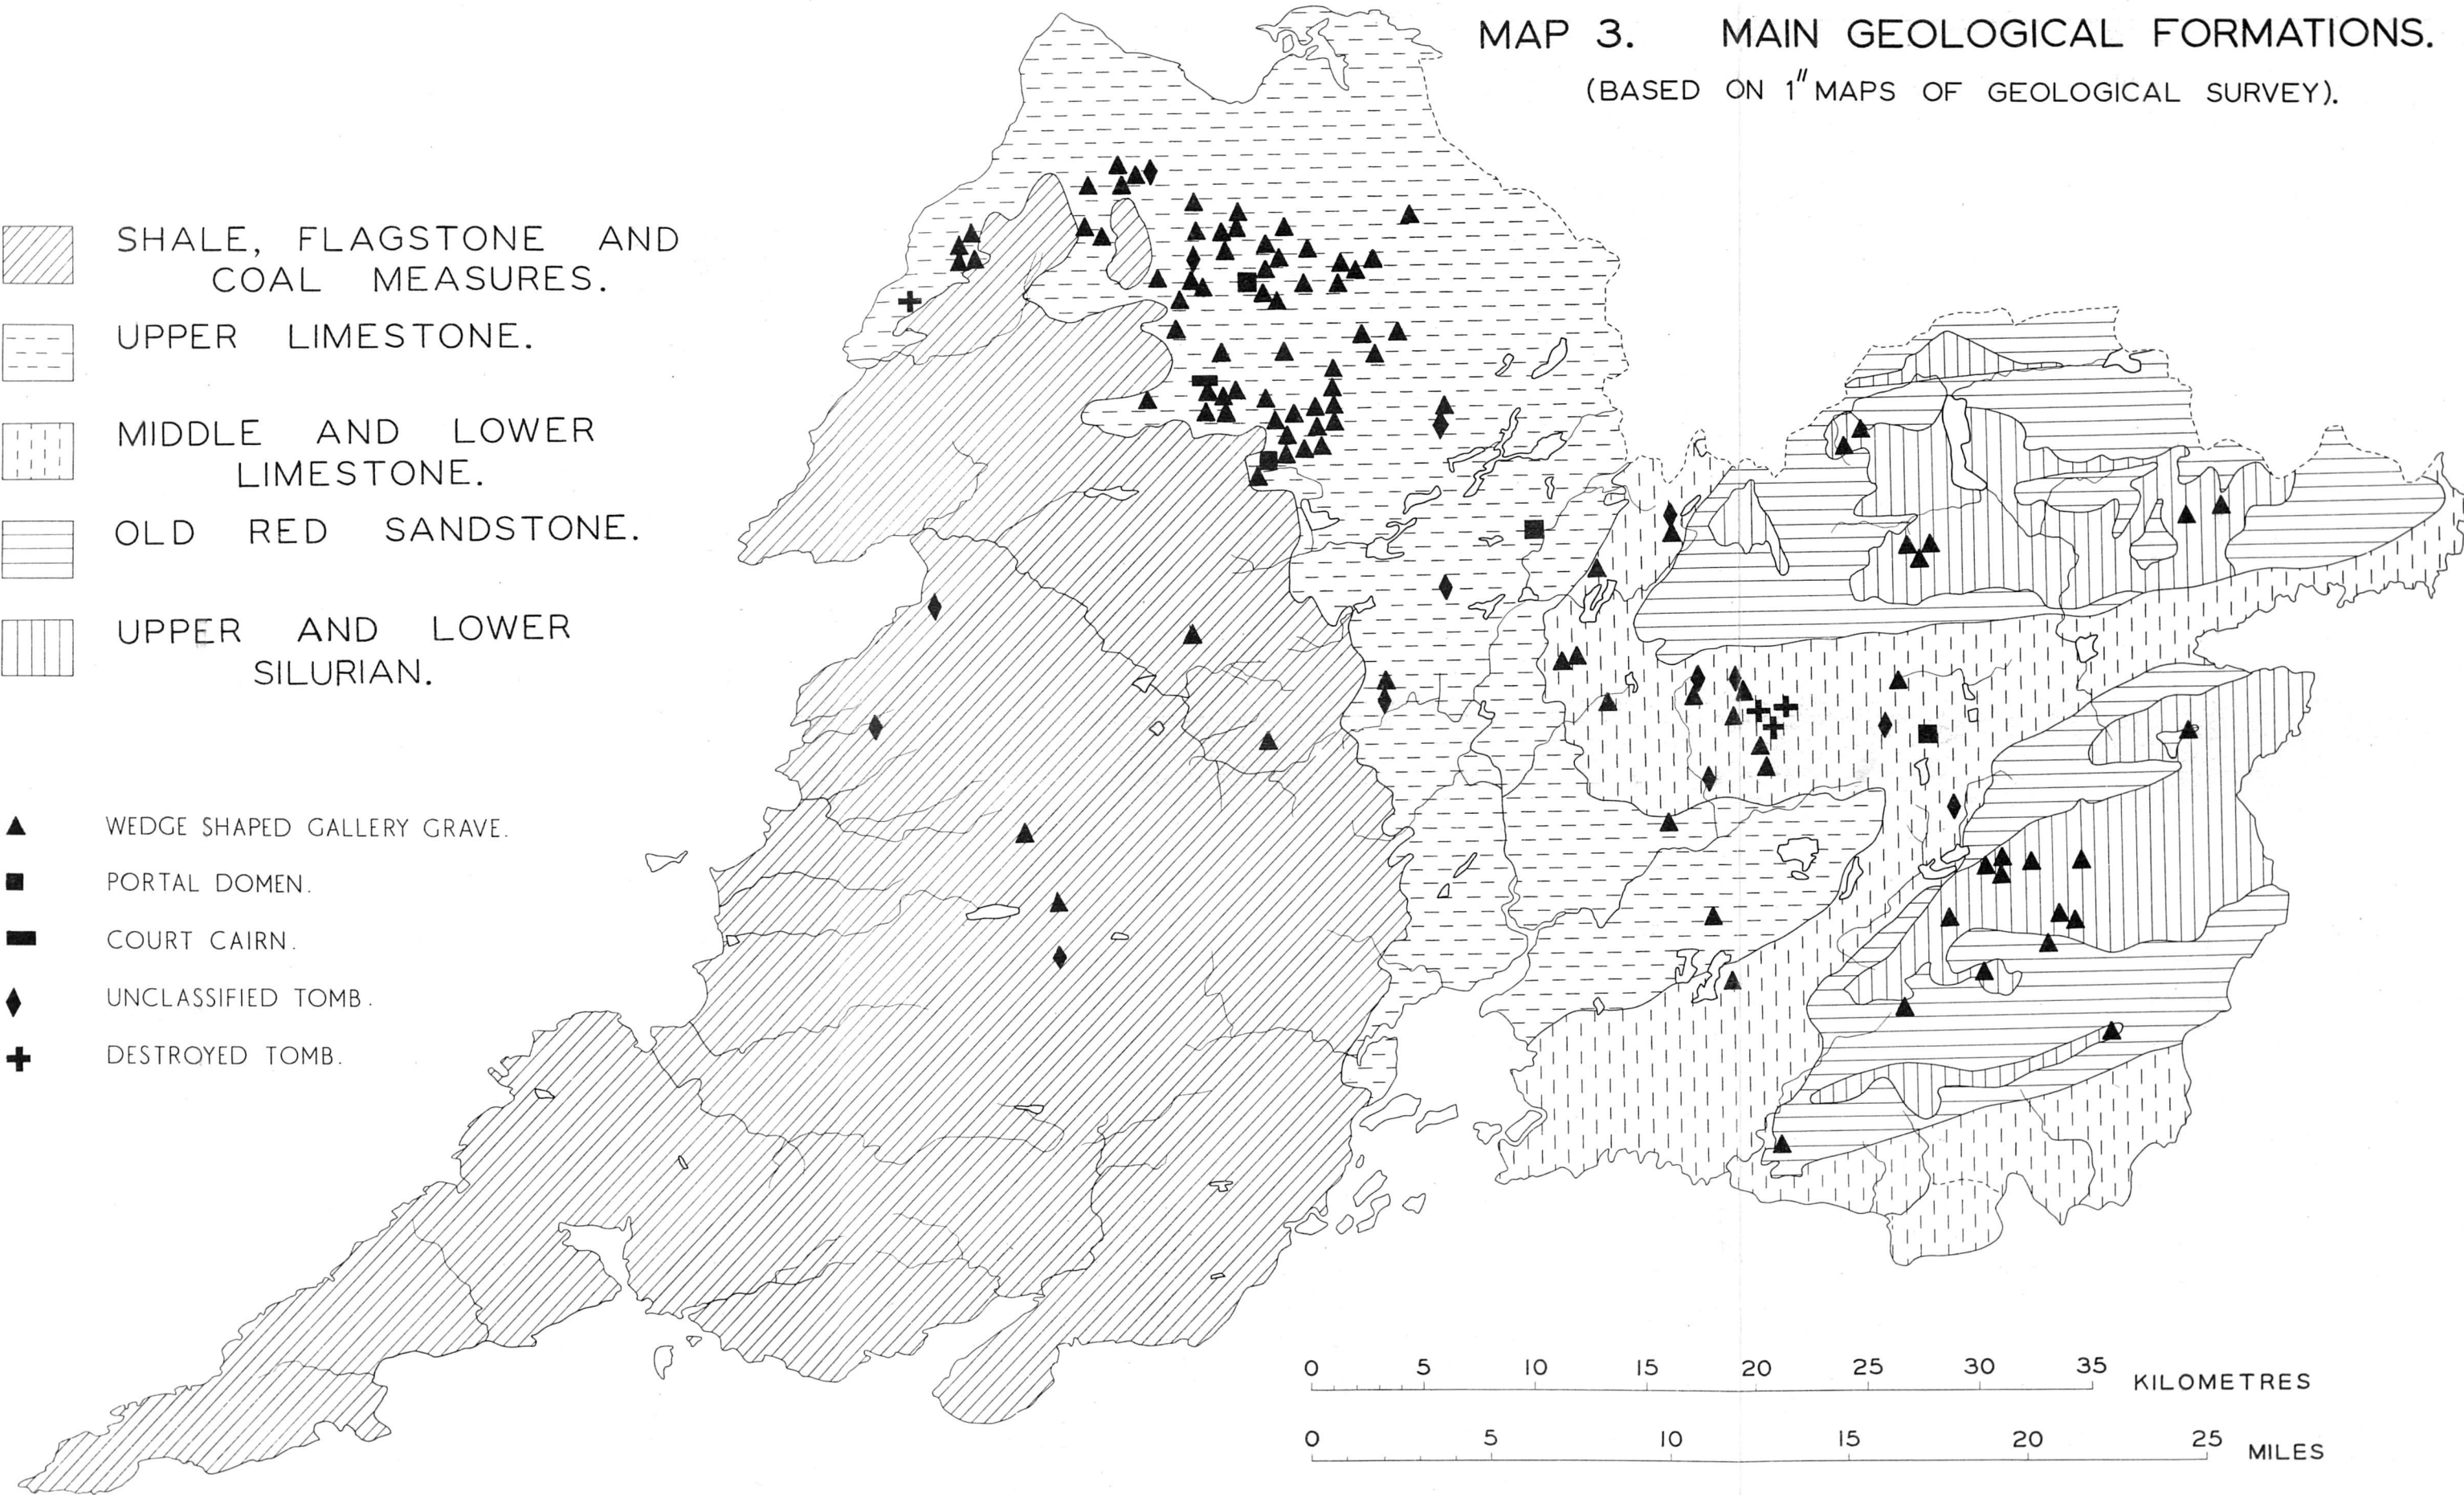 MAP 3. MAIN GEOLOGICAL FORMATIONS.
(BASED ON 1" MAPS OF GEOLOGICAL SURVEY).
SHALE, FLAGSTONE AND
COAL MEASURES.
UPPER LIMESTONE.
MIDDLE AND LOWER
LIMESTONE.
OLD RED SANDSTONE.
UPPER AND LOWER
SILURIAN.
WEDGE SHAPED GALLERY GRAVE.
PORTAL DOMEN.
COURT CAIRN.
UNCLASSIFIED TOMB.
DESTROYED TOMB.
0 5 10 15 20 25 30 35 KILOMETRES
0 5 10 15 20 25 MILES